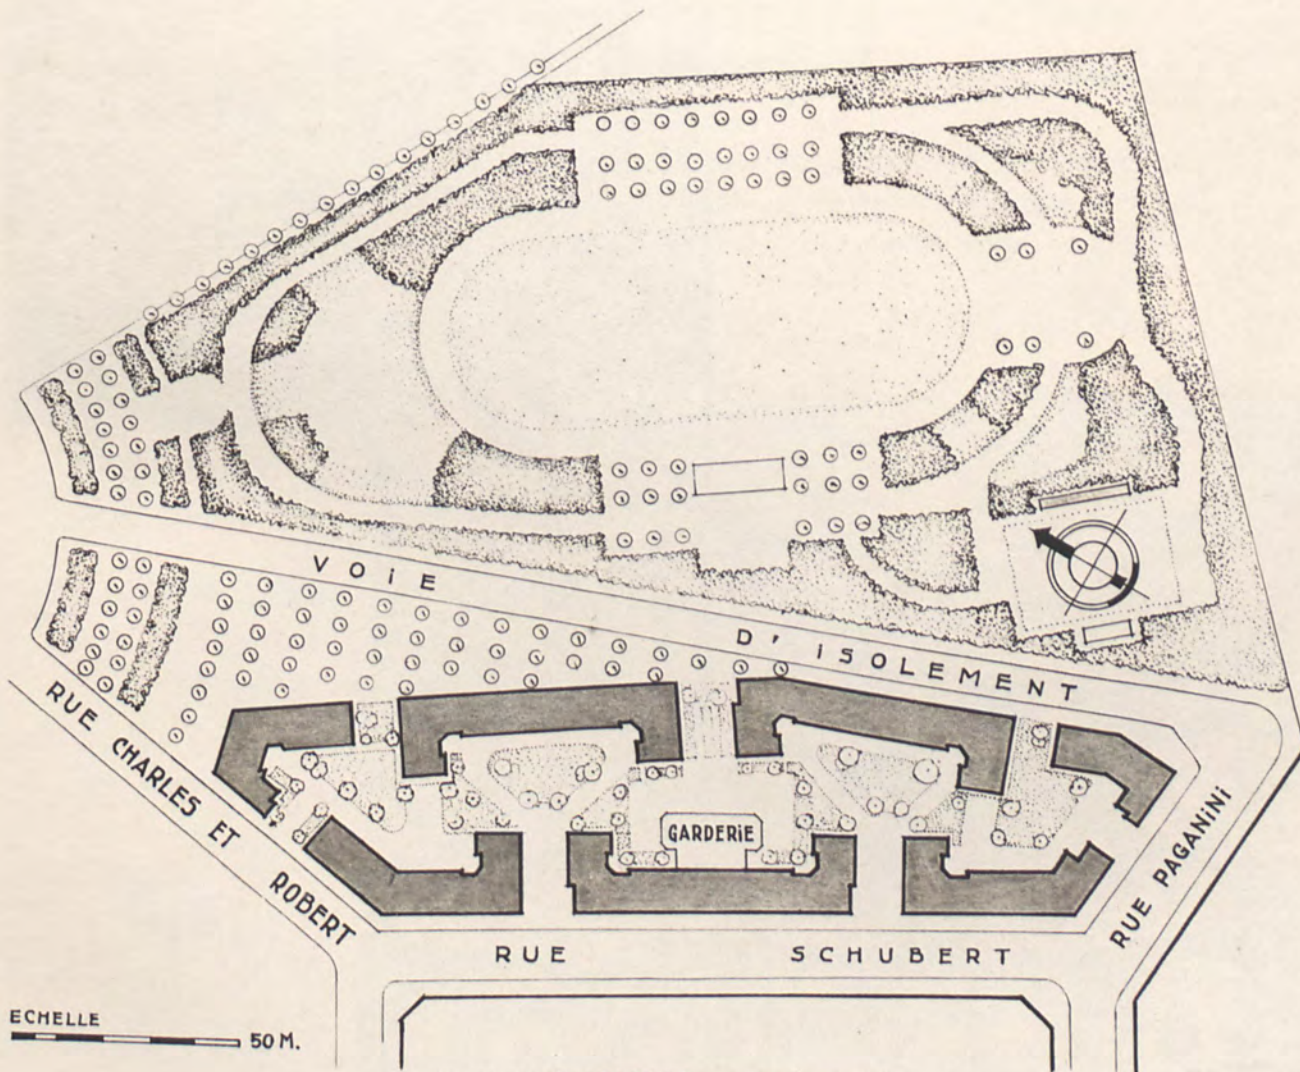 VOiE
D' iSOLEMENT
RUE CHARLES ET
ROBERT
GARDERiE
RUE PAGANiNi
RUE SCHUBERT
ECHELLE
50 M.